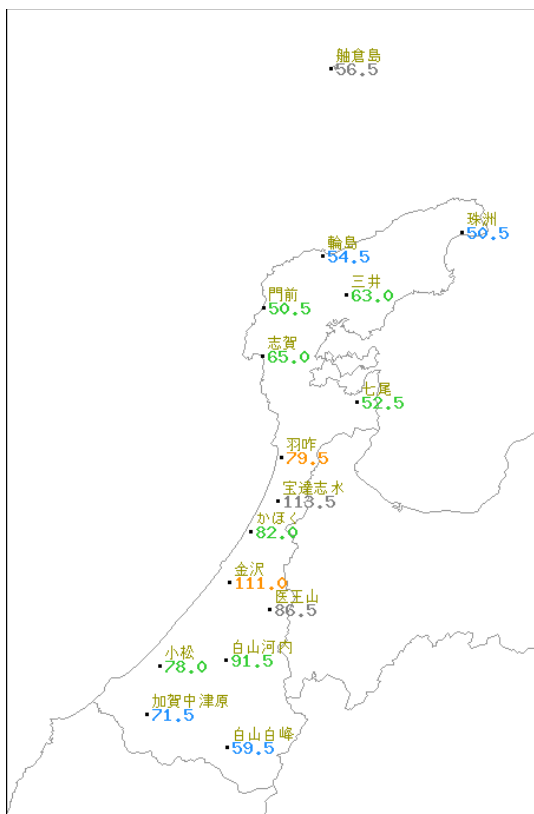 舳倉島
56.5
珠洲
50.5
輪島
54.5
三井
63.0
門前
50.5
志賀
65.0
七尾
52.5
羽咋
79.5
宝達志水
113.5
かほく
82.0
金沢
111.0
医王山
86.5
白山河内
91.5
小松
78.0
加賀中津原
71.5
白山白峰
59.5